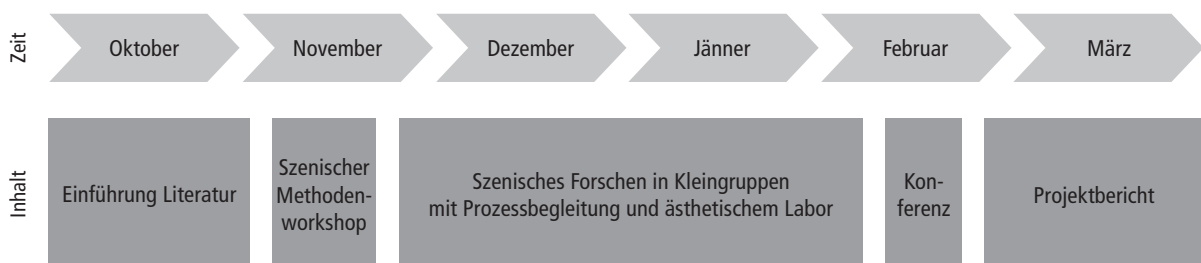 Zeit
Oktober
November
Dezember
Jänner
Februar
März
Inhalt
Einführung Literatur
Szenischer
Methoden-
workshop
Szenisches Forschen in Kleingruppen
mit Prozessbegleitung und ästhetischem Labor
Kon-
ferenz
Projektbericht